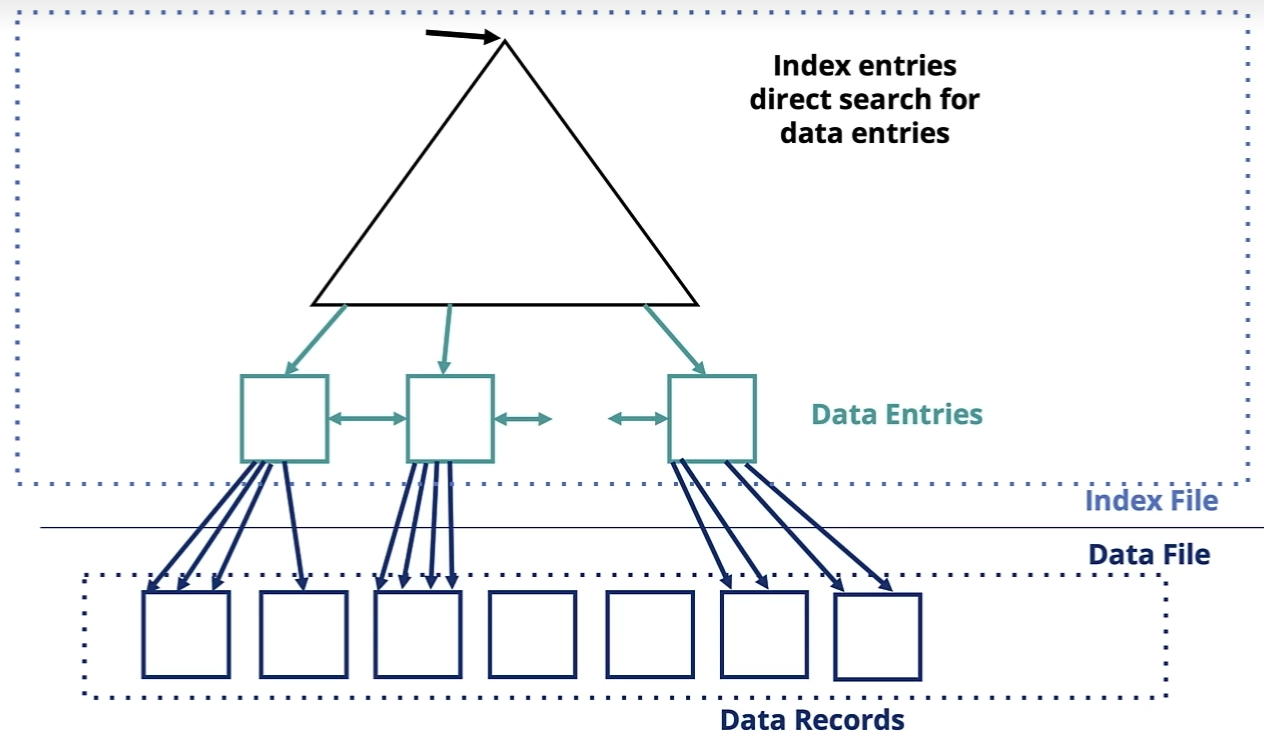 Index entries
direct search for
data entries
Data Entries
Index File
Data File
Data Records